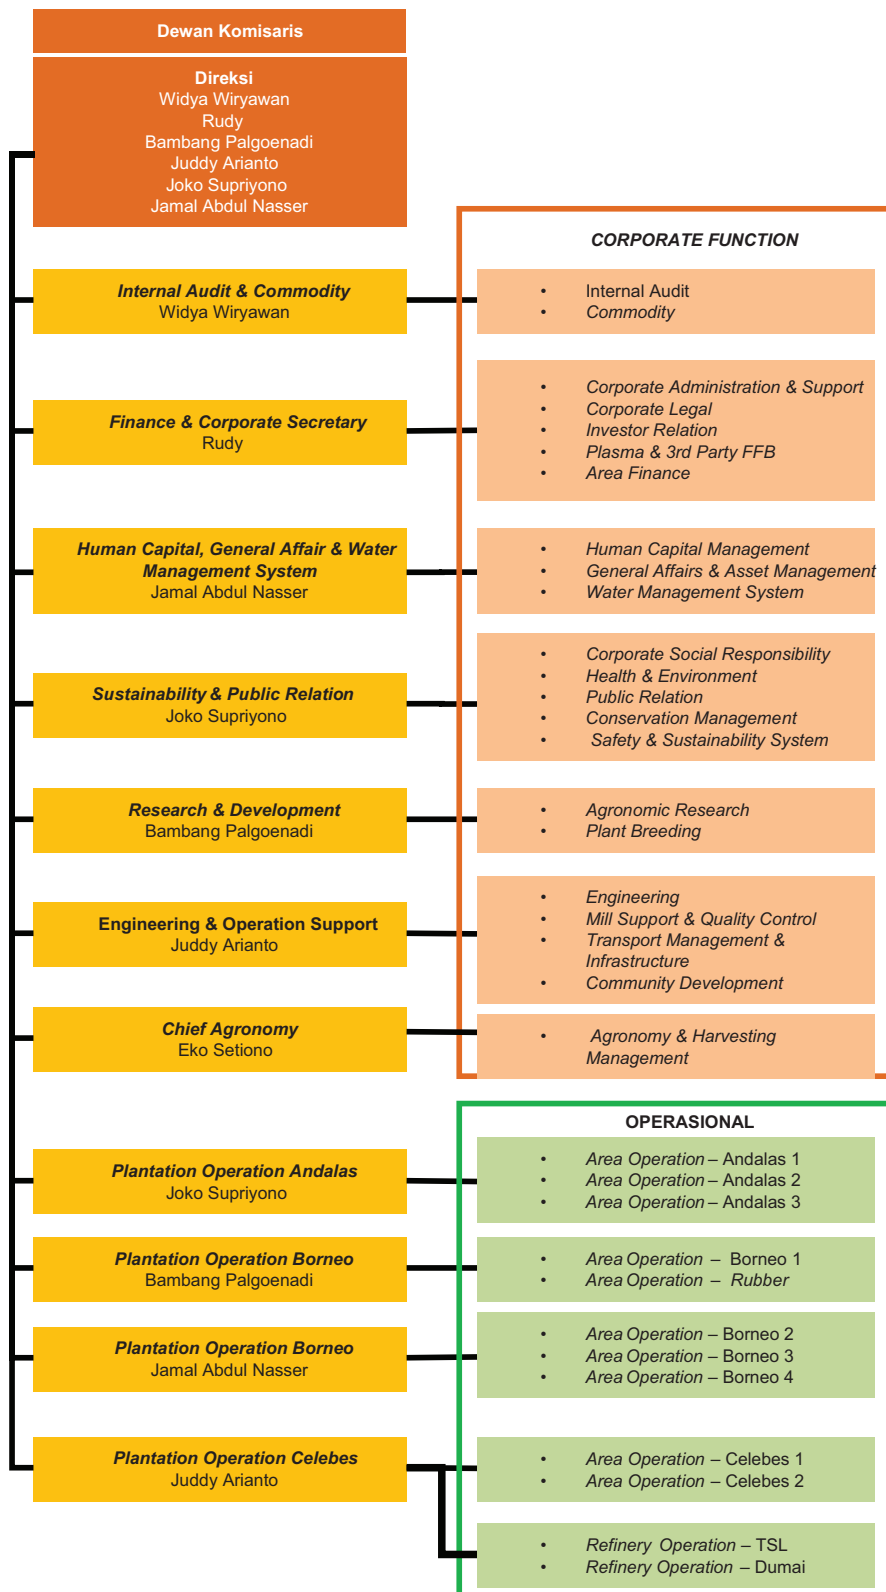 Dewan Komisaris
Direksi
Widya Wiryawan
Rudy
Bambang Palgoenadi
Juddy Arianto
Joko Supriyono
Jamal Abdul Nasser
CORPORATE FUNCTION
Internal Audit & Commodity
Widya Wiryawan
• Internal Audit
• Commodity
Finance & Corporate Secretary
Rudy
• Corporate Administration & Support
• Corporate Legal
• Investor Relation
• Plasma & 3rd Party FFB
• Area Finance
Human Capital, General Affair & Water
Management System
Jamal Abdul Nasser
• Human Capital Management
• General Affairs & Asset Management
• Water Management System
Sustainability & Public Relation
Joko Supriyono
• Corporate Social Responsibility
• Health & Environment
• Public Relation
• Conservation Management
• Safety & Sustainability System
Research & Development
Bambang Palgoenadi
• Agronomic Research
• Plant Breeding
Engineering & Operation Support
Juddy Arianto
• Engineering
• Mill Support & Quality Control
• Transport Management &
Infrastructure
• Community Development
Chief Agronomy
Eko Setiono
• Agronomy & Harvesting
Management
OPERASIONAL
Plantation Operation Andalas
Joko Supriyono
• Area Operation – Andalas 1
• Area Operation – Andalas 2
• Area Operation – Andalas 3
Plantation Operation Borneo
Bambang Palgoenadi
• Area Operation – Borneo 1
• Area Operation – Rubber
Plantation Operation Borneo
Jamal Abdul Nasser
• Area Operation – Borneo 2
• Area Operation – Borneo 3
• Area Operation – Borneo 4
Plantation Operation Celebes
Juddy Arianto
• Area Operation – Celebes 1
• Area Operation – Celebes 2
• Refinery Operation – TSL
• Refinery Operation – Dumai